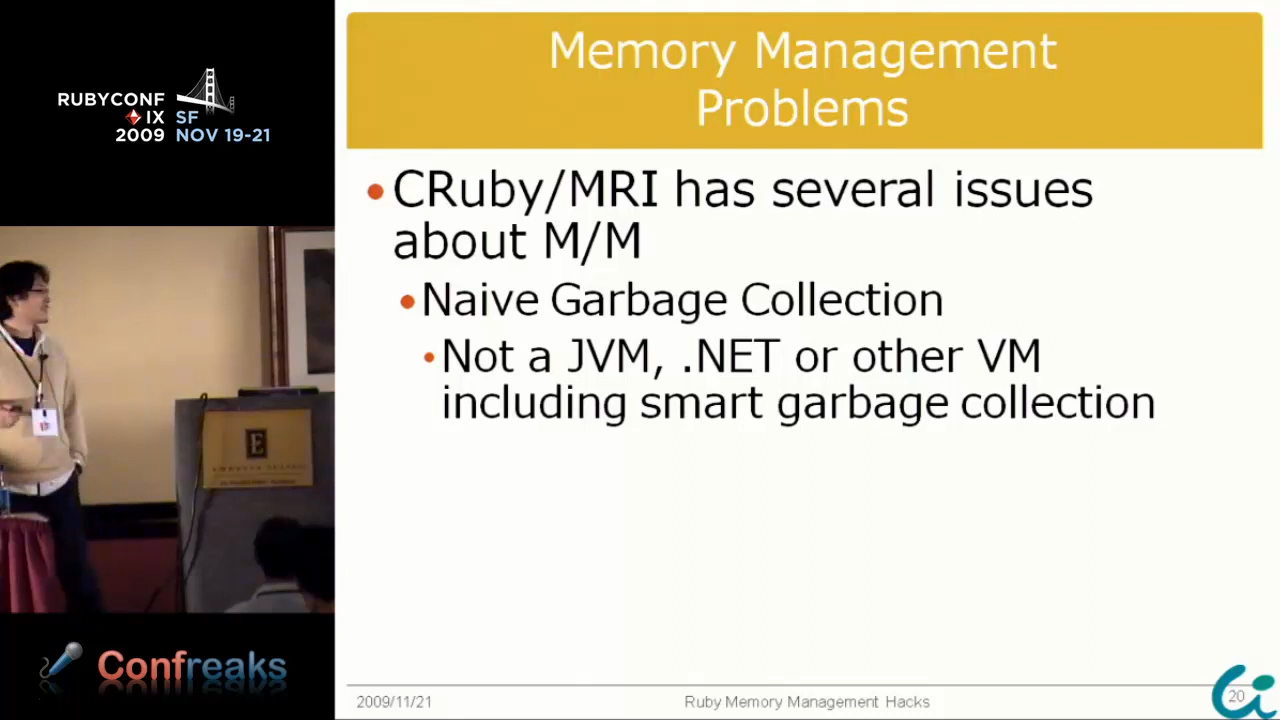 RUBYCONF
IX SF
2009 NOV 19-21
Memory Management
Problems
CRuby/MRI has several issues
about M/M
Naive Garbage Collection
Not a JVM, .NET or other VM
including smart garbage collection
E
Confreaks
2009/11/21
Ruby Memory Management Hacks
20